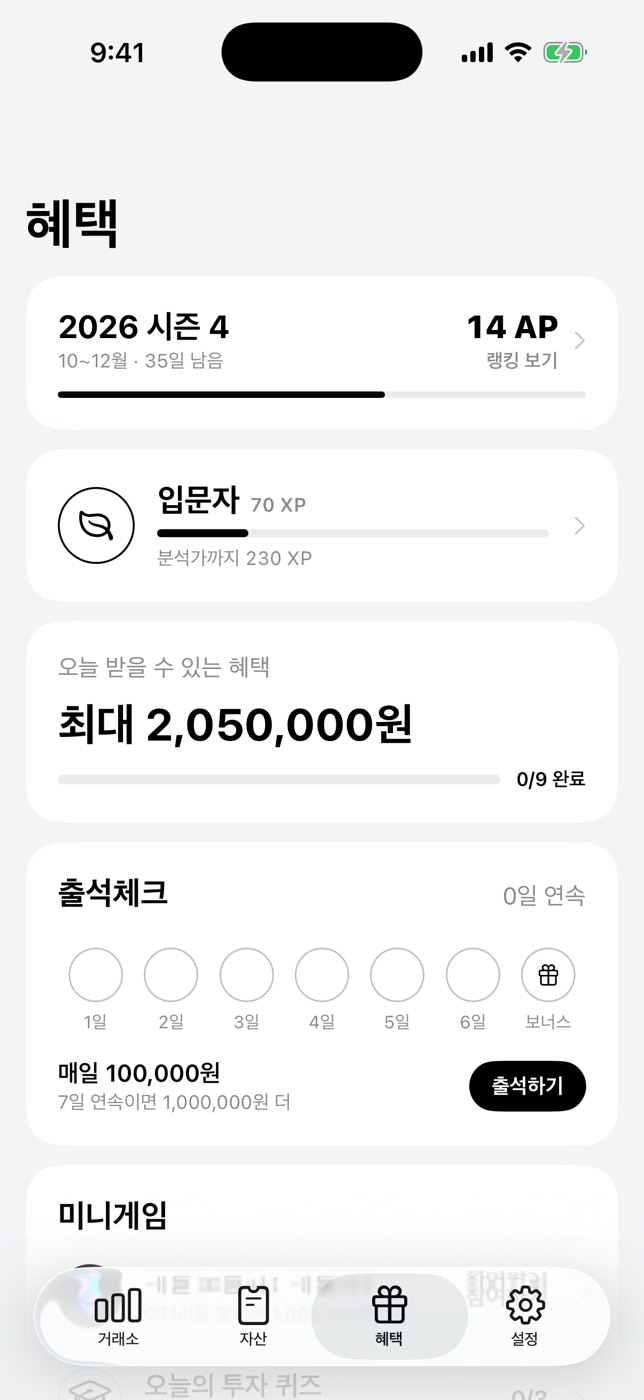 9:41
혜택
2026 시즌 4
14 AP
10~12월 · 35일 남음
랭킹 보기
입문자 70 XP
분석가까지 230 XP
오늘 받을 수 있는 혜택
최대 2,050,000원
0/9 완료
출석체크
0일 연속
1일 2일 3일 4일 5일 6일 보너스
매일 100,000원
7일 연속이면 1,000,000원 더
출석하기
미니게임
거래소 자산 혜택 설정
오늘의 투자 퀴즈
0/3